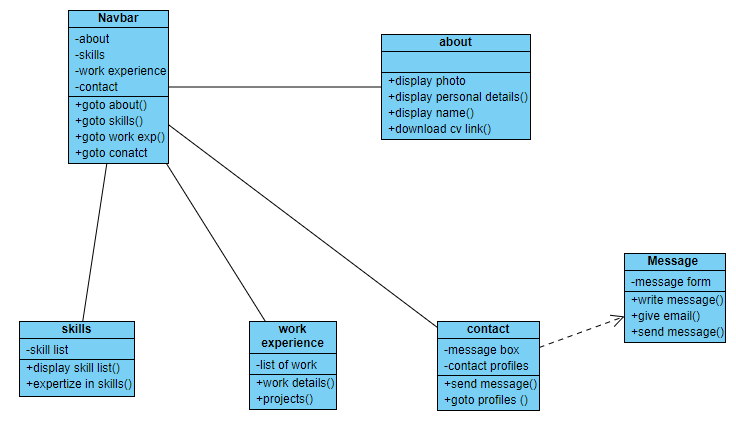 Navbar
-about
-skills
-work experience
-contact
+goto about()
+goto skills()
+goto work exp()
+goto conatct
about
+display photo
+display personal details()
+display name()
+download cv link()
Message
-message form
+write message()
+give email()
+send message()
skills
-skill list
+display skill list()
+expertize in skills()
work
experience
-list of work
+work details()
+projects()
contact
-message box
-contact profiles
+send message()
+goto profiles ()